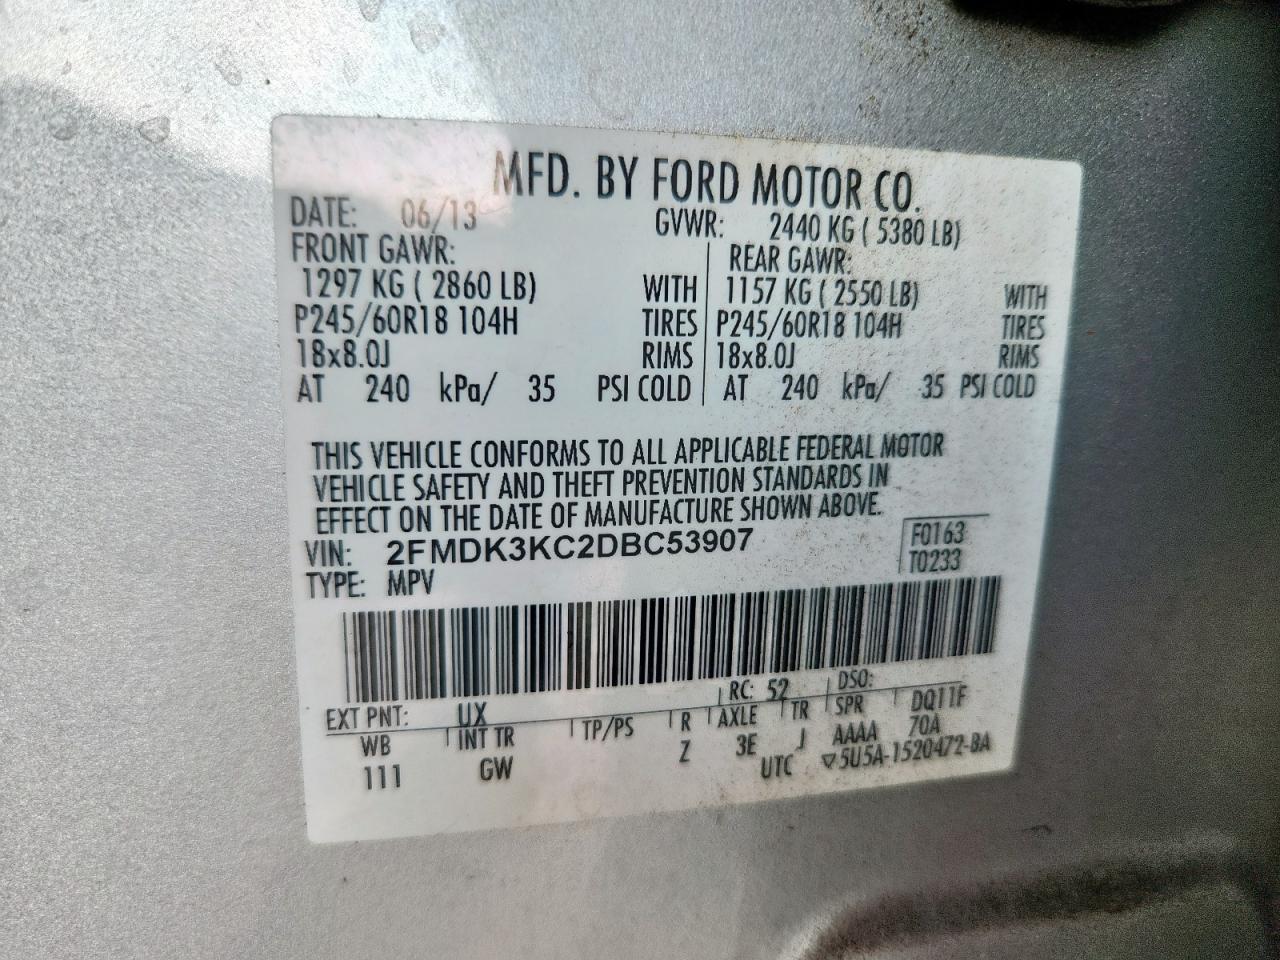 MFD. BY FORD MOTOR CO.
DATE: 06/13 GVWR: 2440 KG ( 5380 LB)
FRONT GAWR: REAR GAWR:
1297 KG ( 2860 LB) WITH 1157 KG ( 2550 LB) WITH
P245/60R18 104H TIRES P245/60R18 104H TIRES
18x8.0J RIMS 18x8.0J RIMS
AT 240 kPa/ 35 PSI COLD AT 240 kPa/ 35 PSI COLD
THIS VEHICLE CONFORMS TO ALL APPLICABLE FEDERAL MOTOR
VEHICLE SAFETY AND THEFT PREVENTION STANDARDS IN
EFFECT ON THE DATE OF MANUFACTURE SHOWN ABOVE.
VIN: 2FMDK3KC2DBC53907 F0163
TYPE: MPV T0233
RC: 52 DSO:
EXT PNT: UX
WB INT TR TP/PS R AXLE TR SPR DQ11F
111 GW Z 3E J AAAA 70A
UTC ▽5U5A-1520472-BA